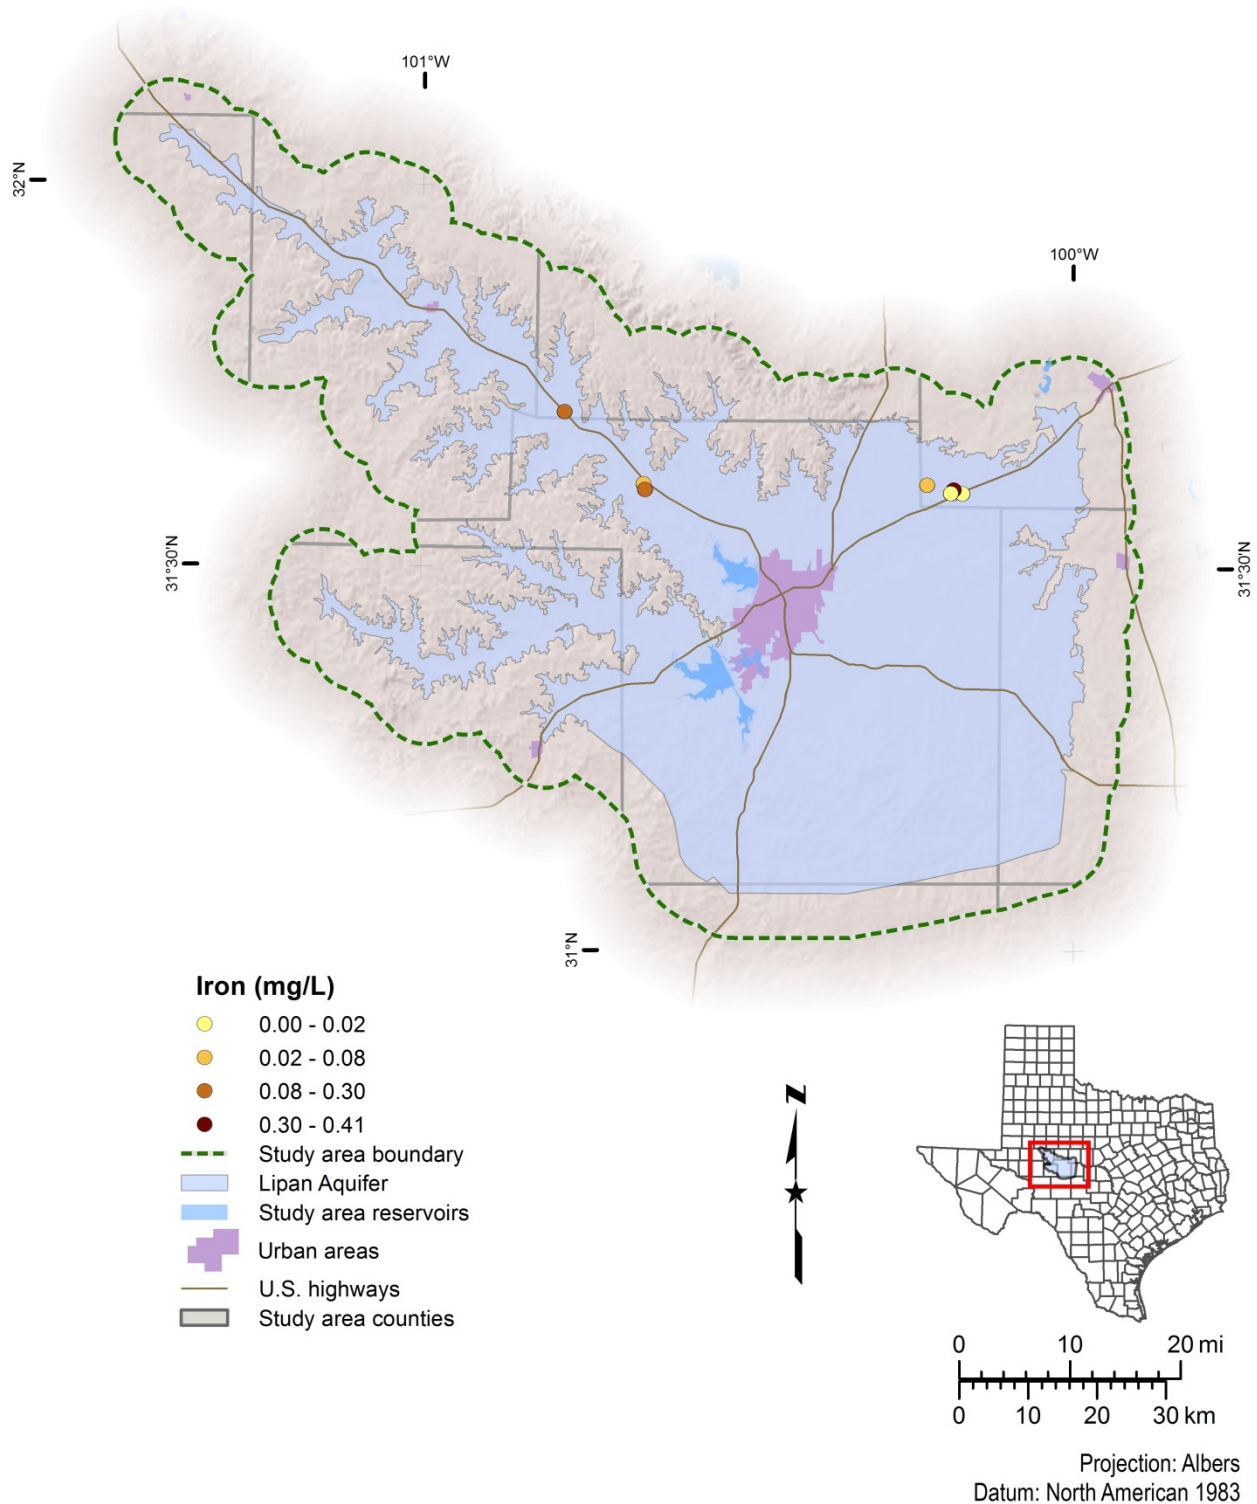 101°W
32°N
100°W
31°30'N
31°30'N
31°N
Iron (mg/L)
0.00 - 0.02
0.02 - 0.08
0.08 - 0.30
0.30 - 0.41
Study area boundary
Lipan Aquifer
Study area reservoirs
Urban areas
U.S. highways
Study area counties
N
0 10 20 mi
0 10 20 30 km
Projection: Albers
Datum: North American 1983